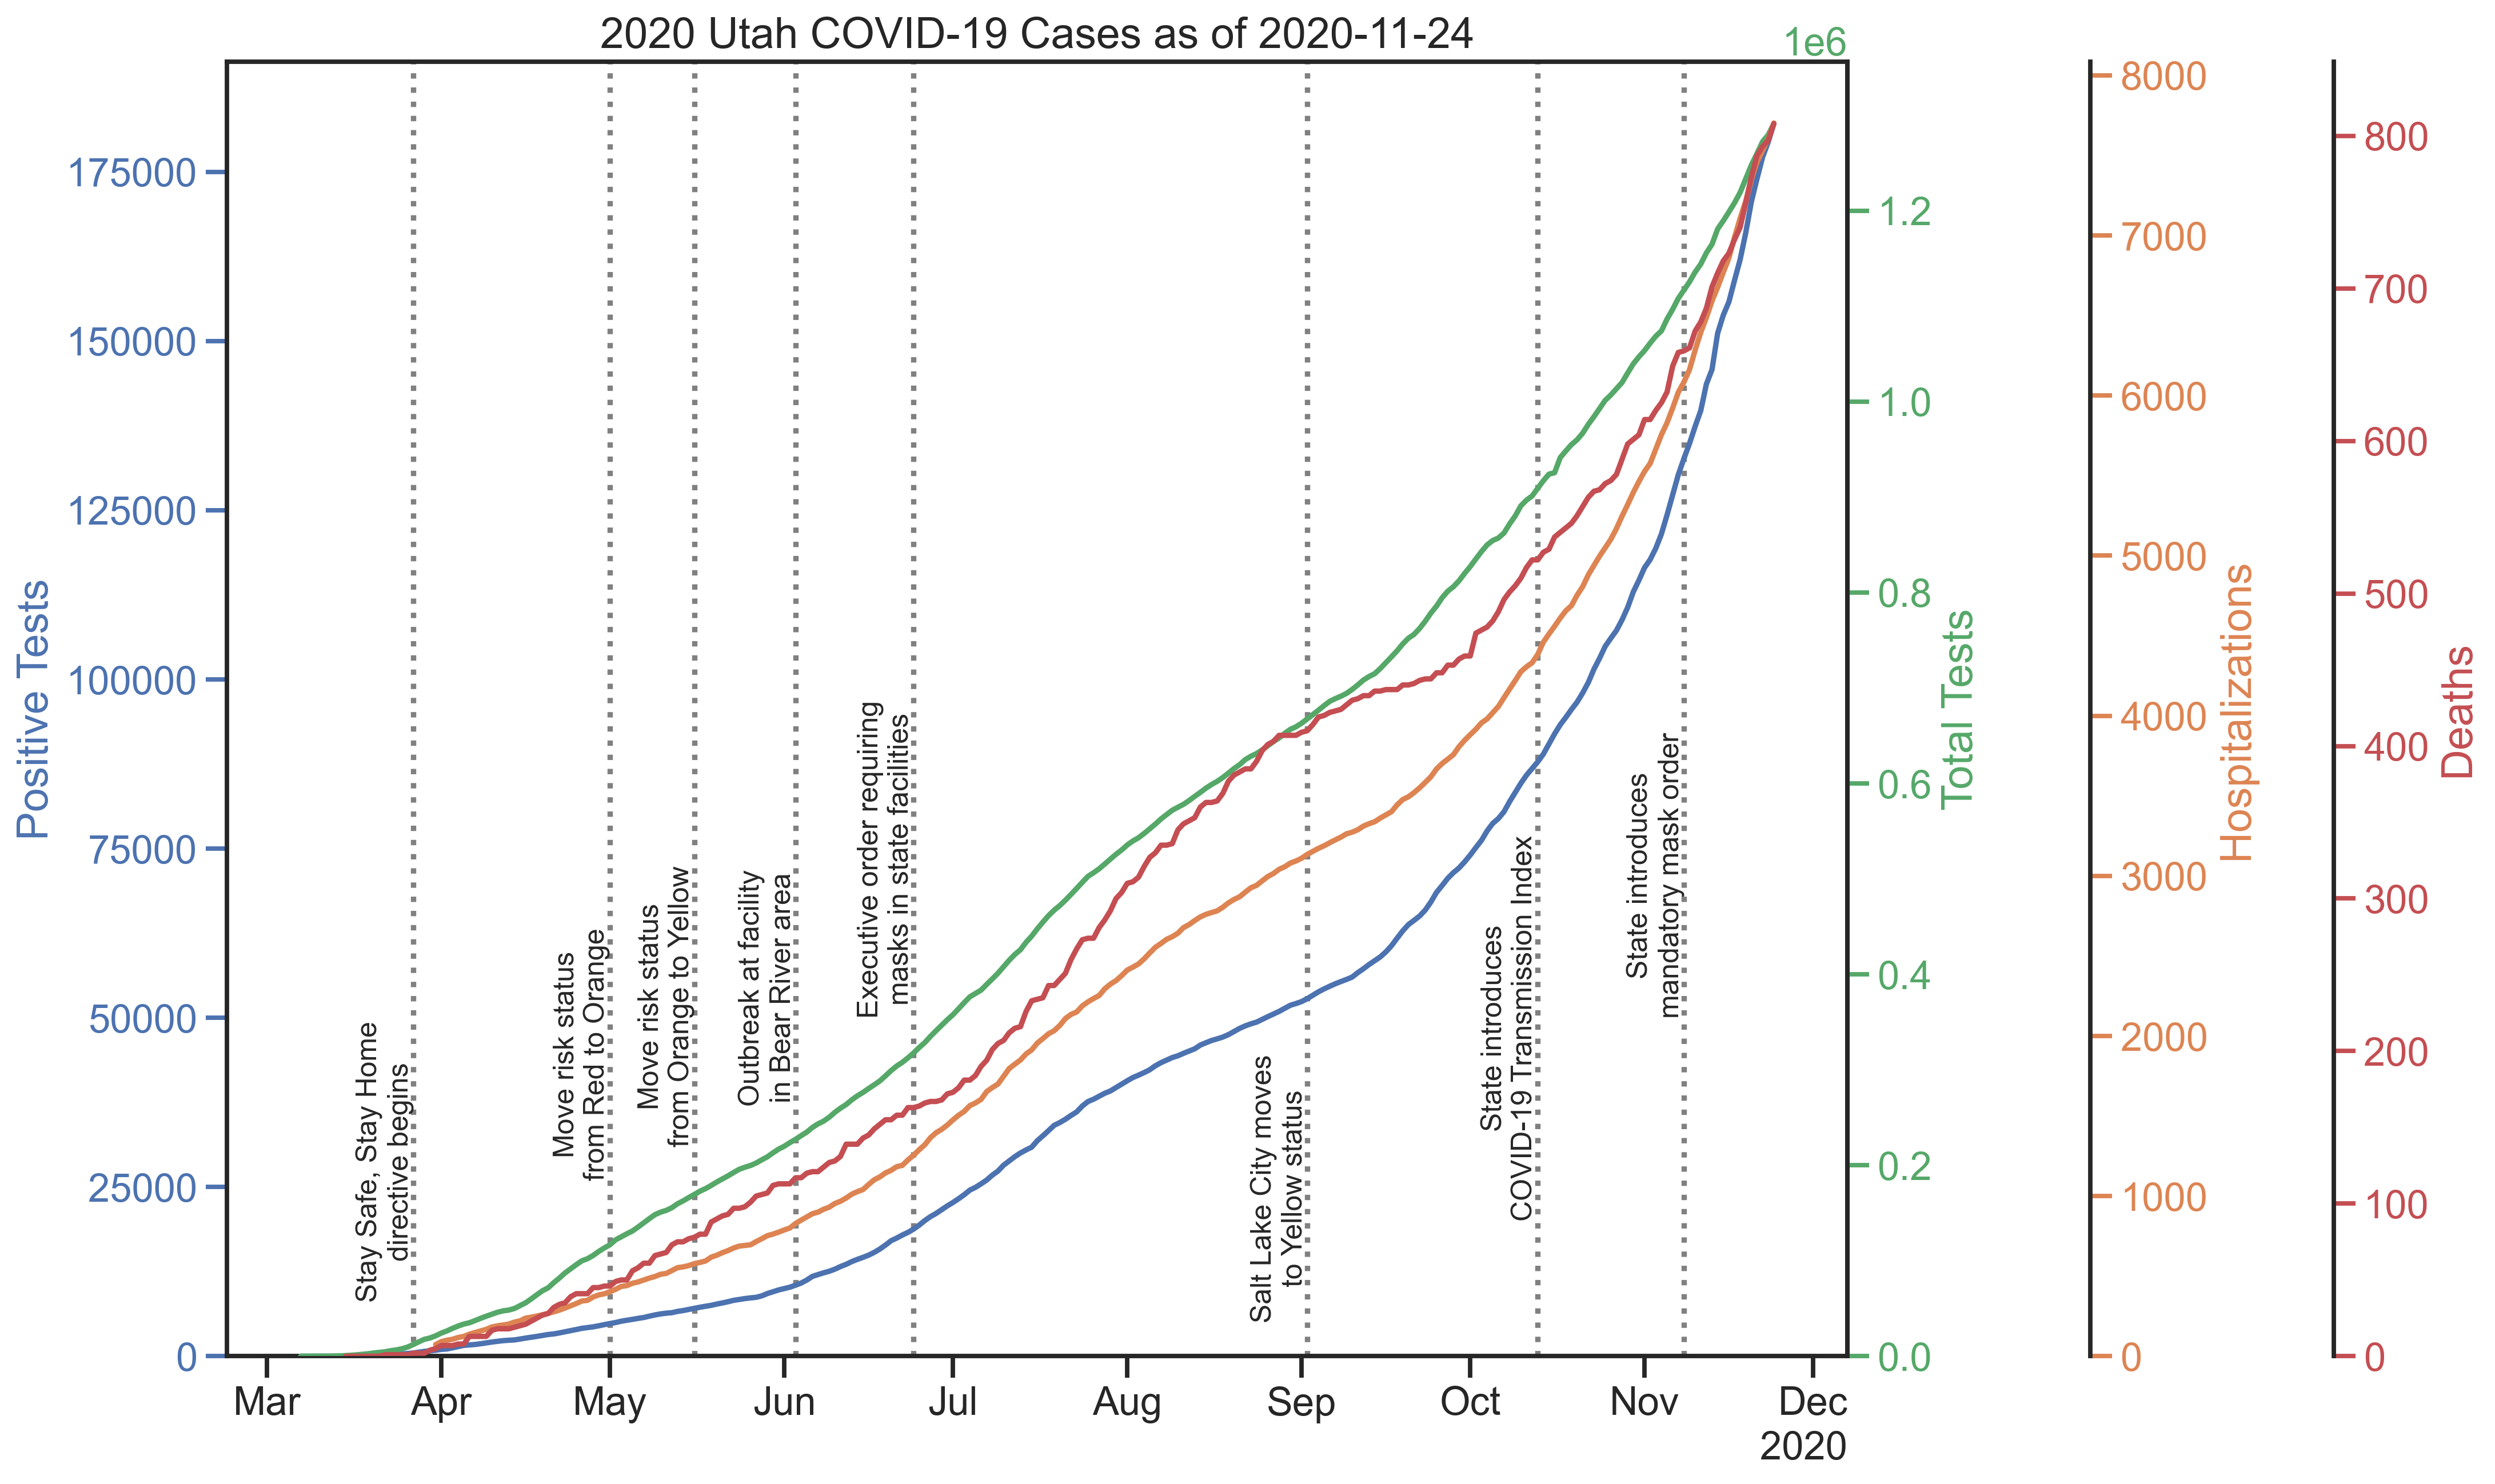 2020 Utah COVID-19 Cases as of 2020-11-24
1e6
Positive Tests
175000
150000
125000
100000
75000
50000
25000
0
Stay Safe, Stay Home
directive begins
Move risk status
from Red to Orange
Move risk status
from Orange to Yellow
Outbreak at facility
in Bear River area
Executive order requiring
masks in state facilities
Salt Lake City moves
to Yellow status
State introduces
COVID-19 Transmission Index
State introduces
mandatory mask order
Mar
Apr
May
Jun
Jul
Aug
Sep
Oct
Nov
Dec
2020
1.2
1.0
0.8
0.6
0.4
0.2
0.0
Total Tests
8000
7000
6000
5000
4000
3000
2000
1000
0
Hospitalizations
800
700
600
500
400
300
200
100
0
Deaths